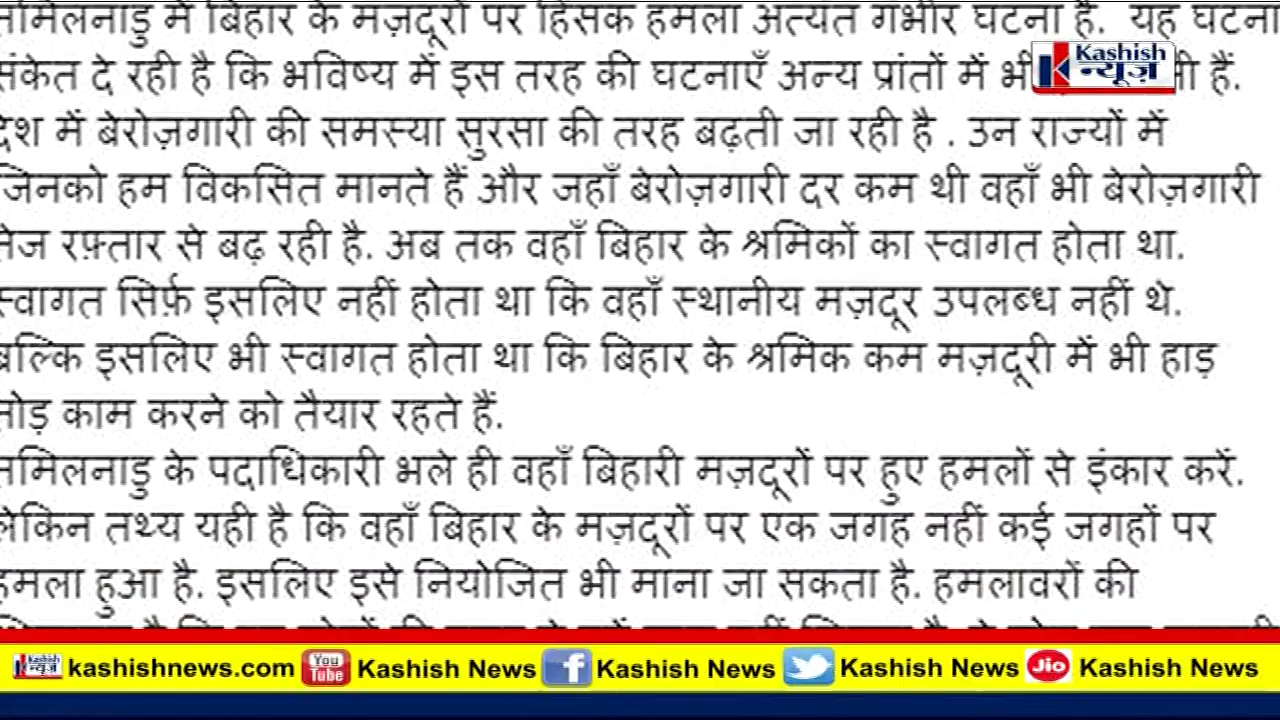 तमिलनाडु में बिहार के मज़दूरों पर हिंसक हमला अत्यंत गंभीर घटना है. यह घटना
संकेत दे रही है कि भविष्य में इस तरह की घटनाएँ अन्य प्रांतों में भी हैं.
Kashish
न्यूज़
देश में बेरोज़गारी की समस्या सुरसा की तरह बढ़ती जा रही है . उन राज्यों में
जिनको हम विकसित मानते हैं और जहाँ बेरोज़गारी दर कम थी वहाँ भी बेरोज़गारी
तेज रफ़्तार से बढ़ रही है. अब तक वहाँ बिहार के श्रमिकों का स्वागत होता था.
स्वागत सिर्फ़ इसलिए नहीं होता था कि वहाँ स्थानीय मज़दूर उपलब्ध नहीं थे.
बल्कि इसलिए भी स्वागत होता था कि बिहार के श्रमिक कम मज़दूरी में भी हाड़
तोड़ काम करने को तैयार रहते हैं.
तमिलनाडु के पदाधिकारी भले ही वहाँ बिहारी मज़दूरों पर हुए हमलों से इंकार करें.
लेकिन तथ्य यही है कि वहाँ बिहार के मज़दूरों पर एक जगह नहीं कई जगहों पर
हमला हुआ है. इसलिए इसे नियोजित भी माना जा सकता है. हमलावरों की
Kashish न्यूज़ kashishnews.com You Tube Kashish News f Kashish News Kashish News Jio Kashish News